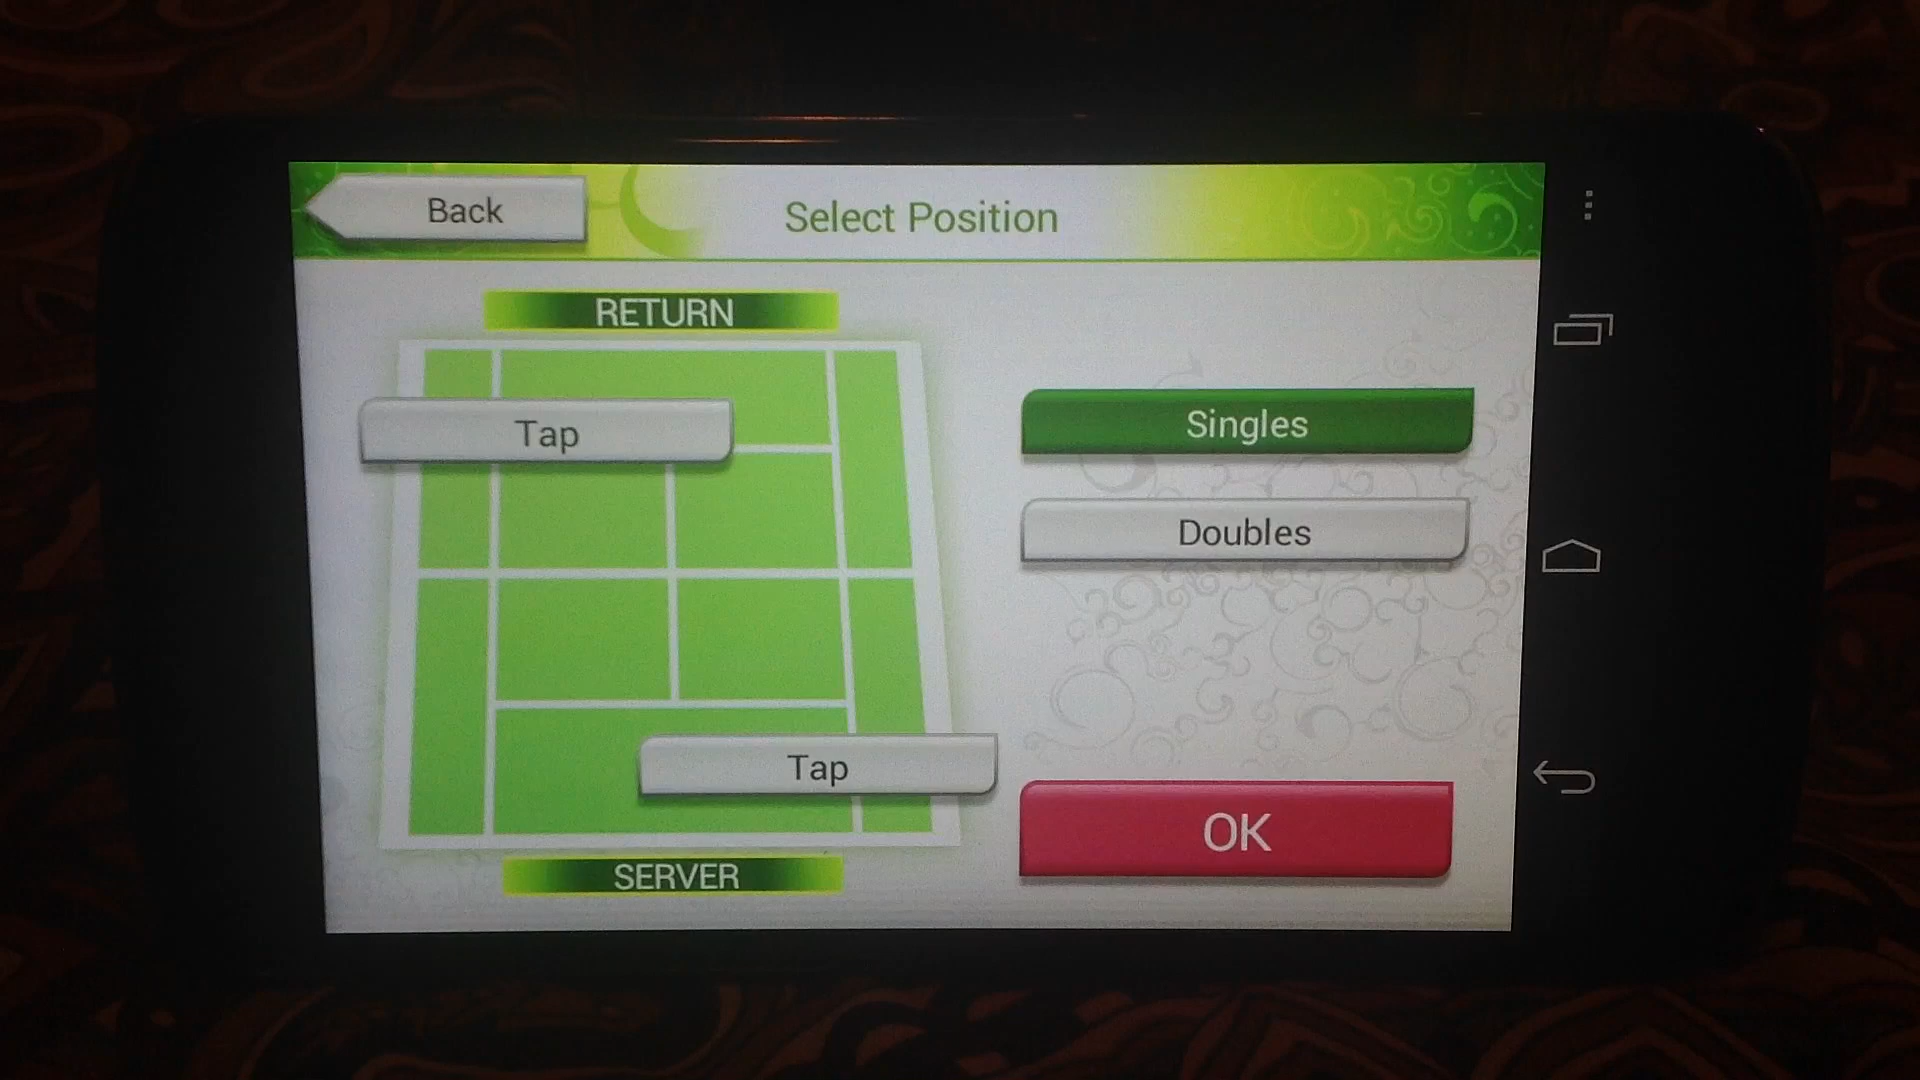 Back
Select Position
RETURN
Tap
Singles
Doubles
Tap
OK
SERVER